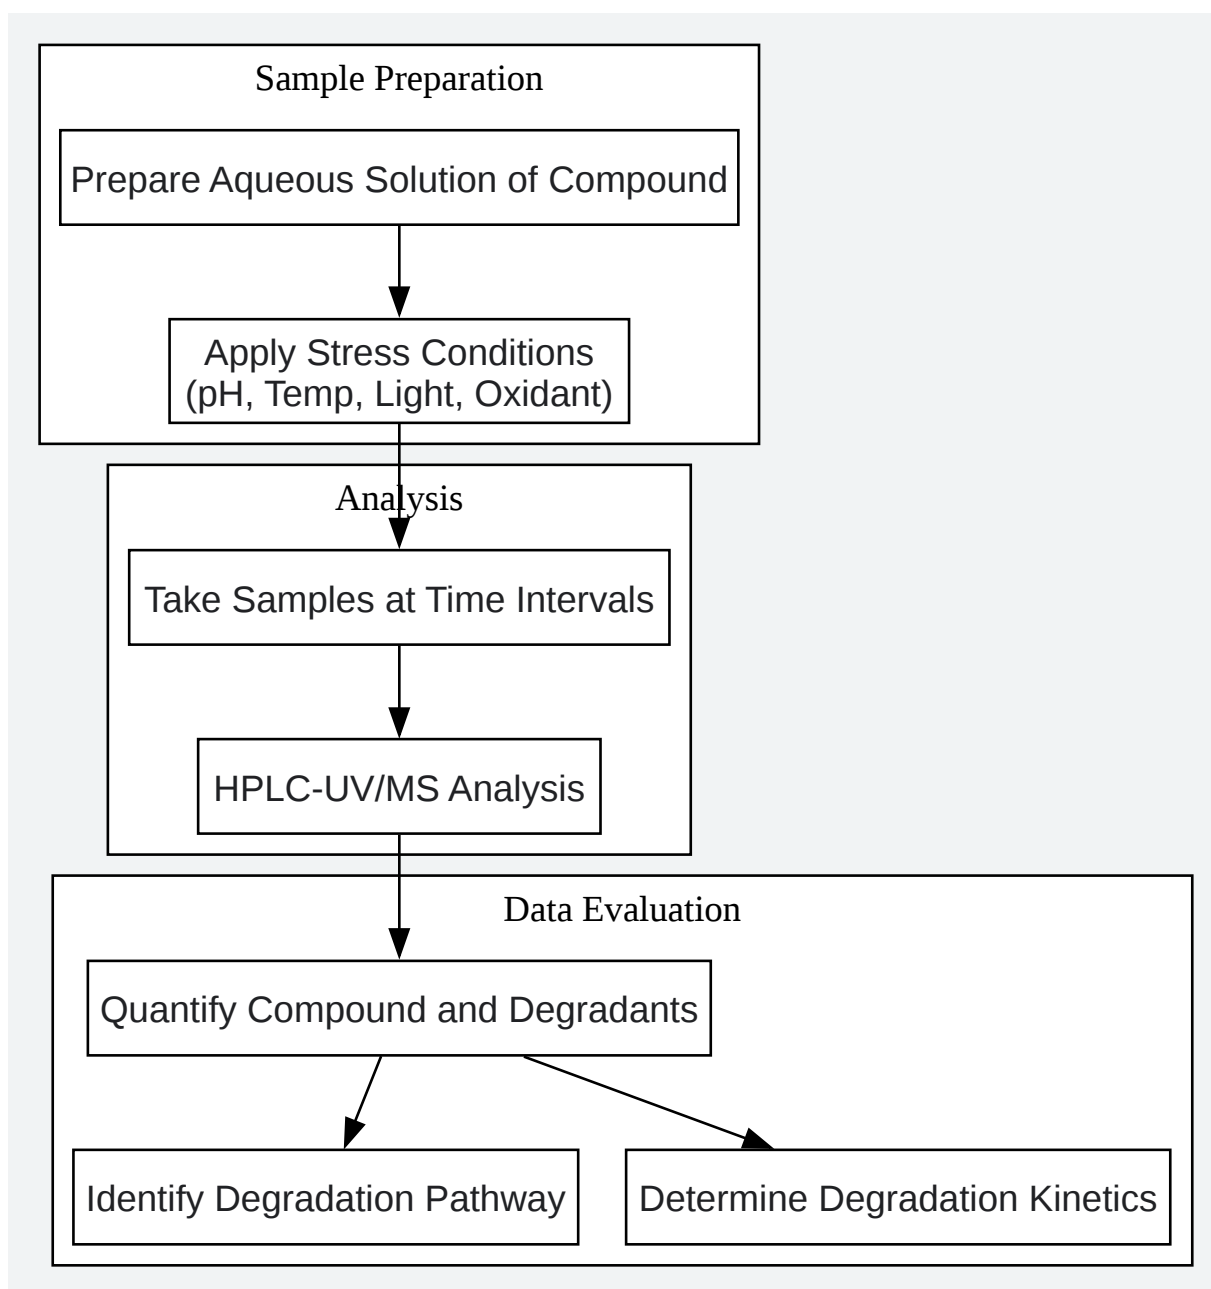 Sample Preparation
Prepare Aqueous Solution of Compound
Apply Stress Conditions
(pH, Temp, Light, Oxidant)
Analysis
Take Samples at Time Intervals
HPLC-UV/MS Analysis
Data Evaluation
Quantify Compound and Degradants
Identify Degradation Pathway
Determine Degradation Kinetics